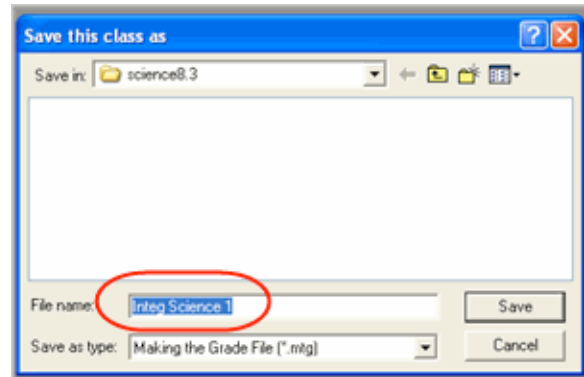 Save this class as
Save in: science8.3
File name: Integ Science 1 Save
Save as type: Making the Grade File (*.mtg) Cancel